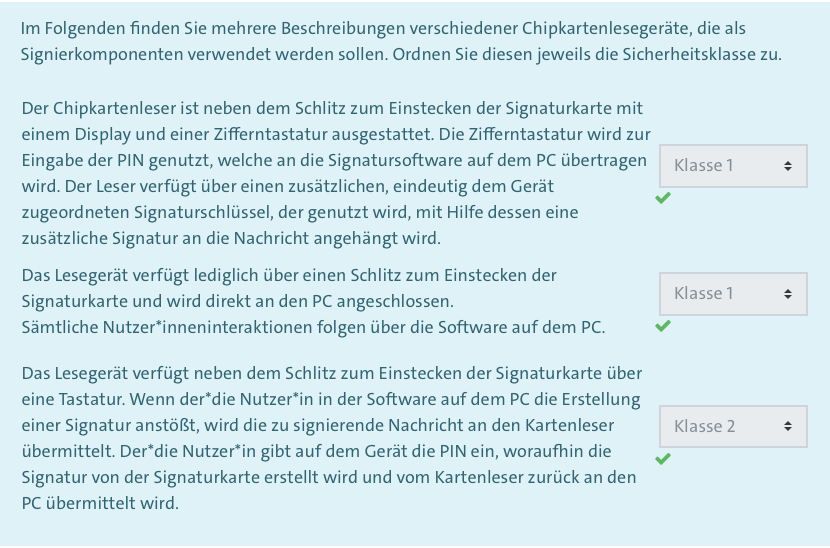 Im Folgenden finden Sie mehrere Beschreibungen verschiedener Chipkartenlesegeräte, die als
Signierkomponenten verwendet werden sollen. Ordnen Sie diesen jeweils die Sicherheitsklasse zu.
Der Chipkartenleser ist neben dem Schlitz zum Einstecken der Signaturkarte mit
einem Display und einer Zifferntastatur ausgestattet. Die Zifferntastatur wird zur
Eingabe der PIN genutzt, welche an die Signatursoftware auf dem PC übertragen
wird. Der Leser verfügt über einen zusätzlichen, eindeutig dem Gerät
zugeordneten Signaturschlüssel, der genutzt wird, mit Hilfe dessen eine
zusätzliche Signatur an die Nachricht angehängt wird.
Klasse 1
Das Lesegerät verfügt lediglich über einen Schlitz zum Einstecken der
Signaturkarte und wird direkt an den PC angeschlossen.
Sämtliche Nutzer*inneninteraktionen folgen über die Software auf dem PC.
Klasse 1
Das Lesegerät verfügt neben dem Schlitz zum Einstecken der Signaturkarte über
eine Tastatur. Wenn der*die Nutzer*in in der Software auf dem PC die Erstellung
einer Signatur anstößt, wird die zu signierende Nachricht an den Kartenleser
übermittelt. Der*die Nutzer*in gibt auf dem Gerät die PIN ein, woraufhin die
Signatur von der Signaturkarte erstellt wird und vom Kartenleser zurück an den
PC übermittelt wird.
Klasse 2